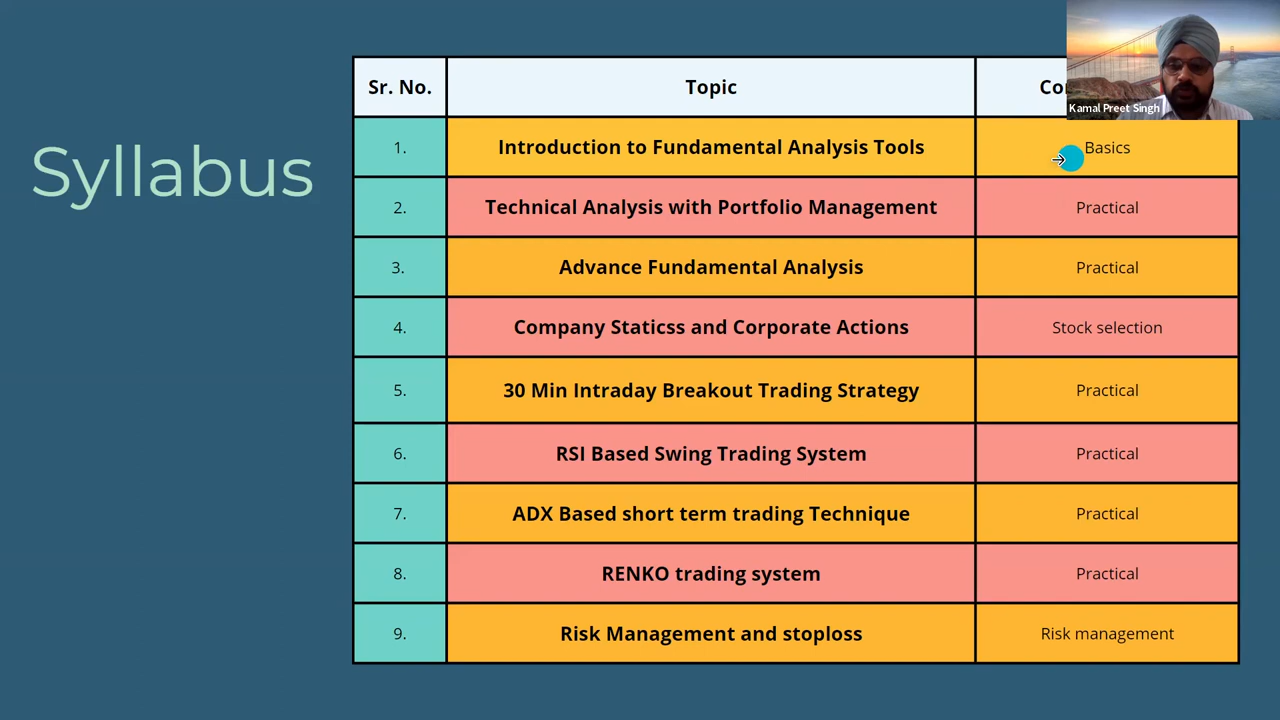 Syllabus
Sr. No. Topic
Kamal Preet Singh
1. Introduction to Fundamental Analysis Tools Basics
2. Technical Analysis with Portfolio Management Practical
3. Advance Fundamental Analysis Practical
4. Company Staticss and Corporate Actions Stock selection
5. 30 Min Intraday Breakout Trading Strategy Practical
6. RSI Based Swing Trading System Practical
7. ADX Based short term trading Technique Practical
8. RENKO trading system Practical
9. Risk Management and stoploss Risk management